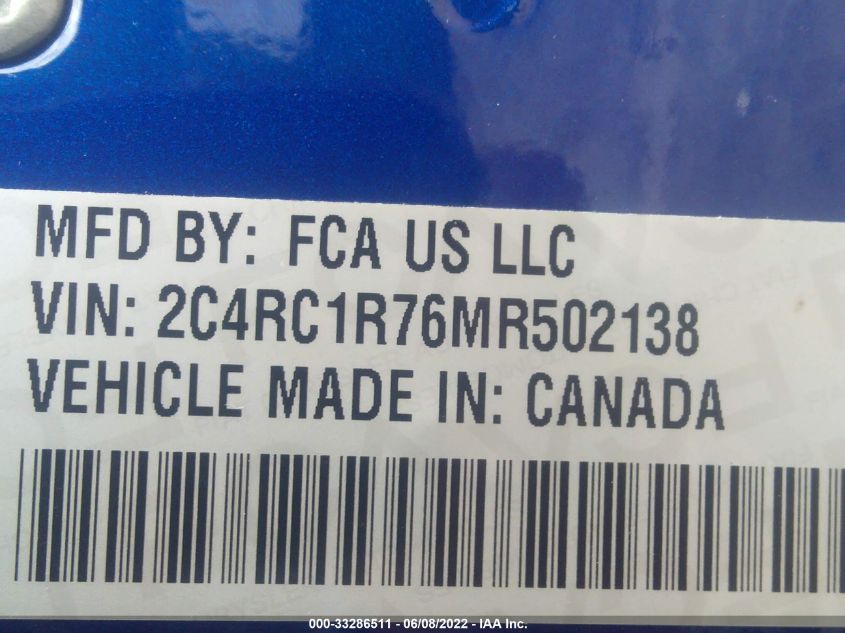 MFD BY: FCA US LLC
VIN: 2C4RC1R76MR502138
VEHICLE MADE IN: CANADA
000-33286511 - 06/08/2022 - IAA Inc.